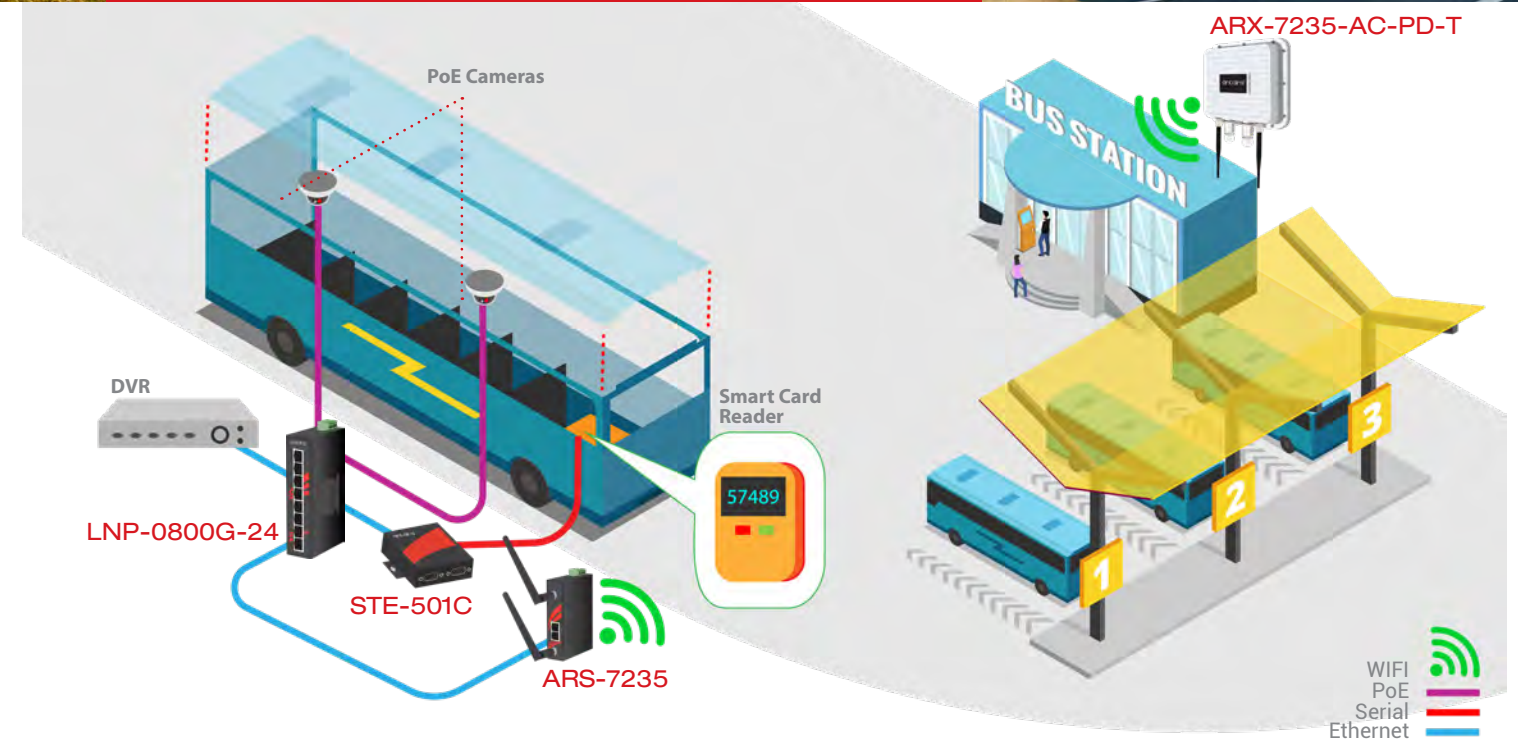 ARX-7235-AC-PD-T
PoE Cameras
BUS STATION
DVR
Smart Card
Reader
57489
LNP-0800G-24
STE-501C
ARS-7235
1
2
3
WIFI
PoE
Serial
Ethernet